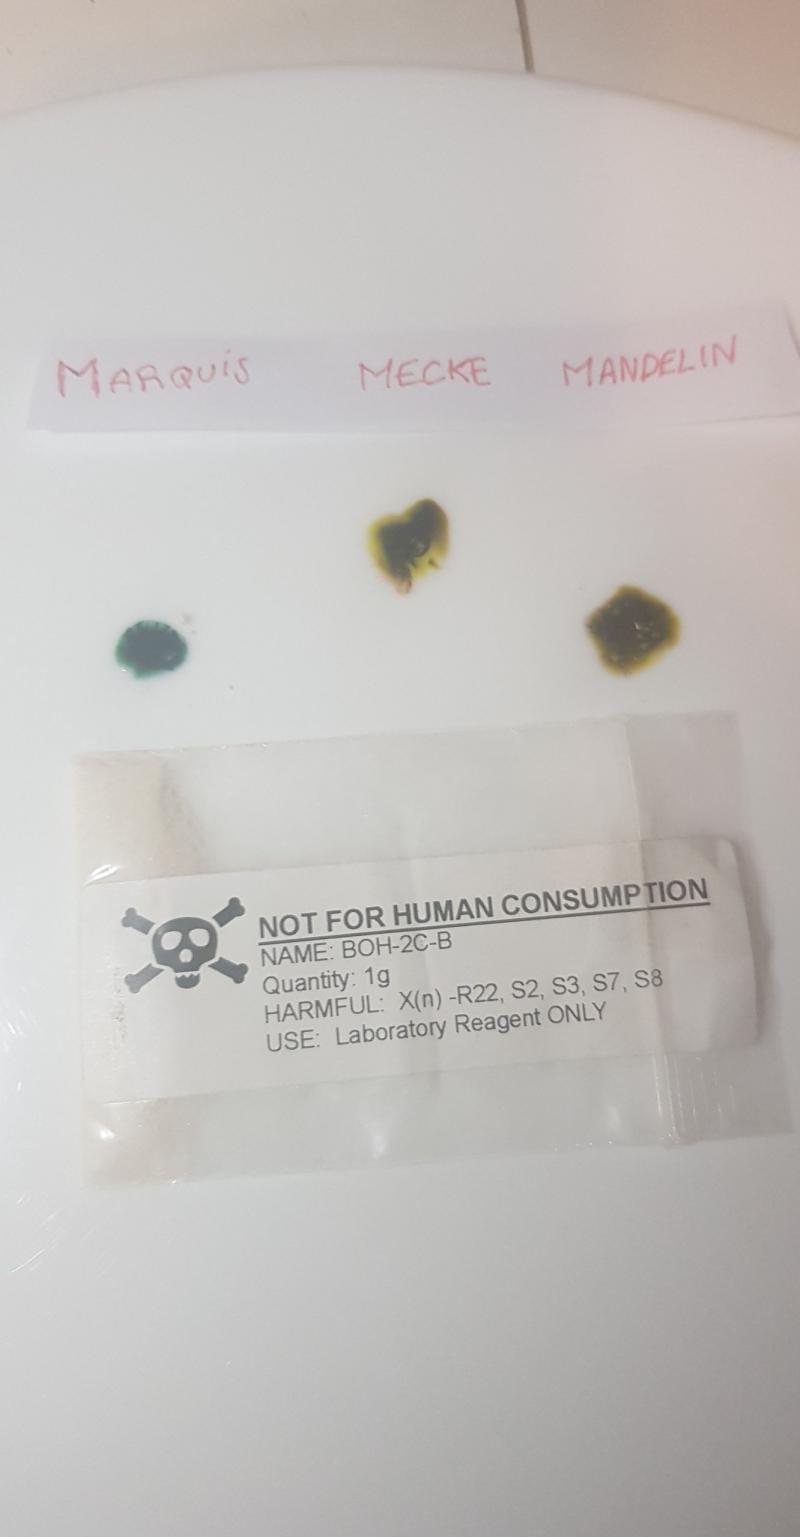 MARQUiS MECKE MANDELIN
NOT FOR HUMAN CONSUMPTION
NAME: BOH-2C-B
Quantity: 1g
HARMFUL: X(n) -R22, S2, S3, S7, S8
USE: Laboratory Reagent ONLY